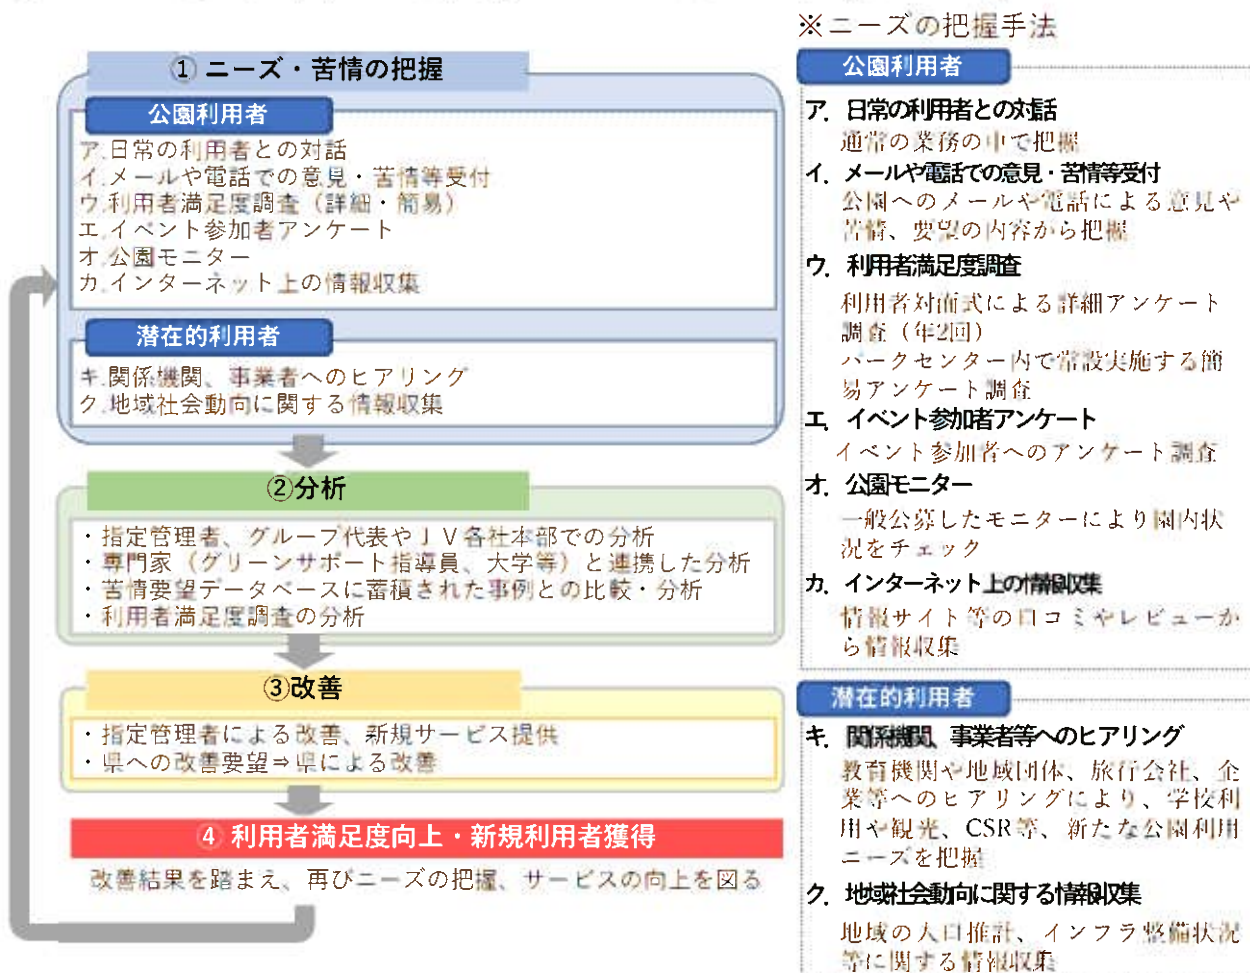 ① ニーズ・苦情の把握
公園利用者
ア.日常の利用者との対話
イ.メールや電話での意見・苦情等受付
ウ.利用者満足度調査（詳細・簡易）
エ.イベント参加者アンケート
オ.公園モニター
カ.インターネット上の情報収集
潜在的利用者
キ.関係機関、事業者へのヒアリング
ク.地域社会動向に関する情報収集
②分析
・指定管理者、グループ代表やＪＶ各社本部での分析
・専門家（グリーンサポート指導員、大学等）と連携した分析
・苦情要望データベースに蓄積された事例との比較・分析
・利用者満足度調査の分析
③改善
・指定管理者による改善、新規サービス提供
・県への改善要望⇒県による改善
④ 利用者満足度向上・新規利用者獲得
改善結果を踏まえ、再びニーズの把握、サービスの向上を図る
※ニーズの把握手法
公園利用者
ア．日常の利用者との対話
通常の業務の中で把握
イ．メールや電話での意見・苦情等受付
公園へのメールや電話による意見や
苦情、要望の内容から把握
ウ．利用者満足度調査
利用者対面式による詳細アンケート
調査（年2回）
パークセンター内で常設実施する簡
易アンケート調査
エ．イベント参加者アンケート
イベント参加者へのアンケート調査
オ．公園モニター
一般公募したモニターにより園内状
況をチェック
カ．インターネット上の情報収集
情報サイト等の口コミやレビューか
ら情報収集
潜在的利用者
キ．関係機関、事業者等へのヒアリング
教育機関や地域団体、旅行会社、企
業等へのヒアリングにより、学校利
用や観光、CSR等、新たな公園利用
ニーズを把握
ク．地域社会動向に関する情報収集
地域の人口推計、インフラ整備状況
等に関する情報収集